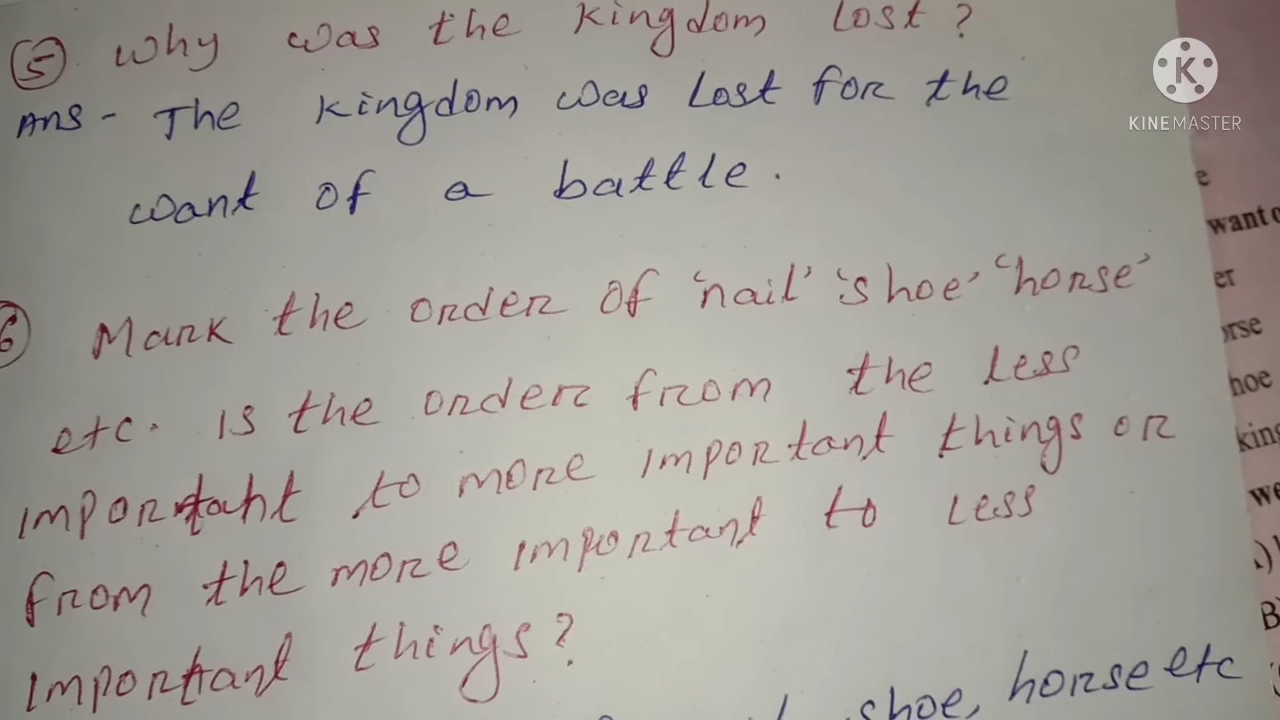 (5) Why was the kingdom lost?
Ans - The kingdom was lost for the
want of a battle.
6 Mark the order of 'nail' 'shoe' 'horse'
etc. Is the order from the less
important to more important things or
from the more important to less
important things?
shoe, horse etc
K
KINEMASTER
e
want
er
orse
hoe
king
we
B